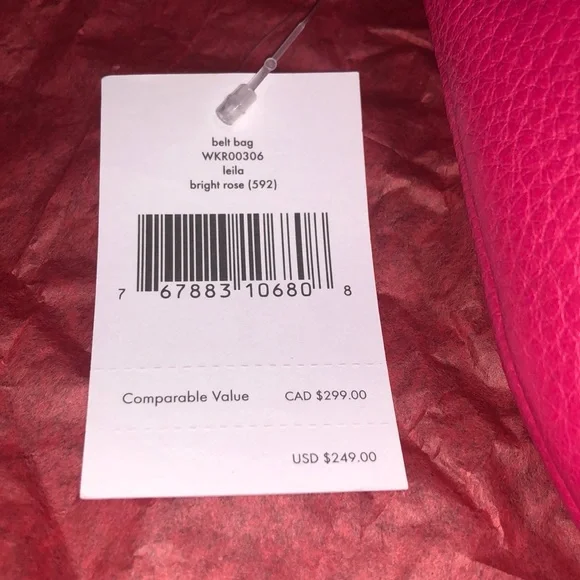 belt bag
WKR00306
leila
bright rose (592)
7 67883 10680 8
Comparable Value CAD $299.00
USD $249.00